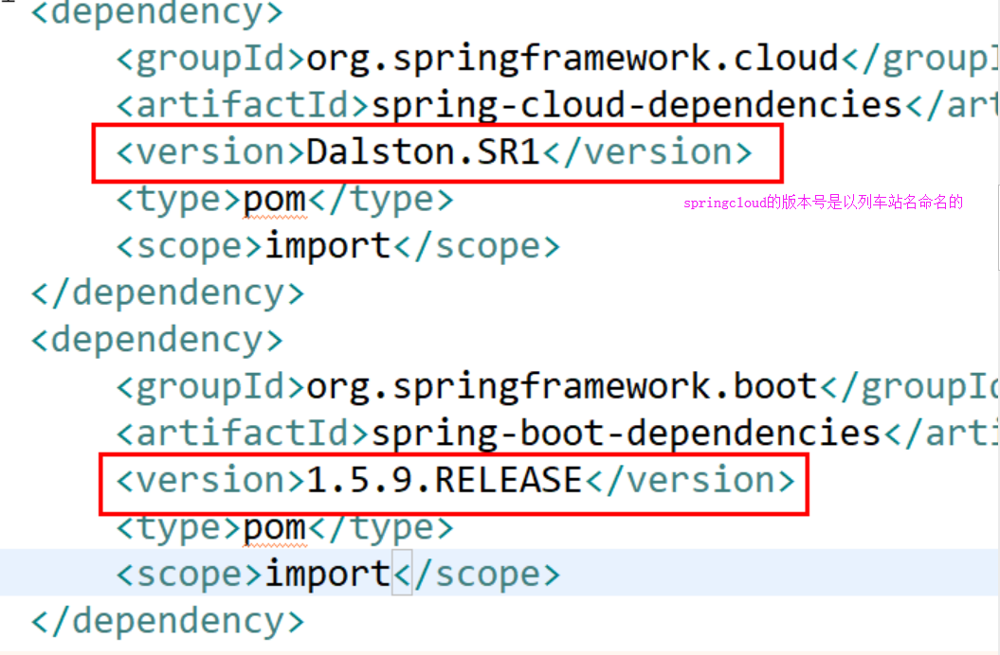 <dependency>
<groupId>org.springframework.cloud</groupI
<artifactId>spring-cloud-dependencies</art
<version>Dalston.SR1</version>
<type>pom</type>
springcloud的版本号是以列车站名命名的
<scope>import</scope>
</dependency>
<dependency>
<groupId>org.springframework.boot</groupId
<artifactId>spring-boot-dependencies</arti
<version>1.5.9.RELEASE</version>
<type>pom</type>
<scope>import</scope>
</dependency>